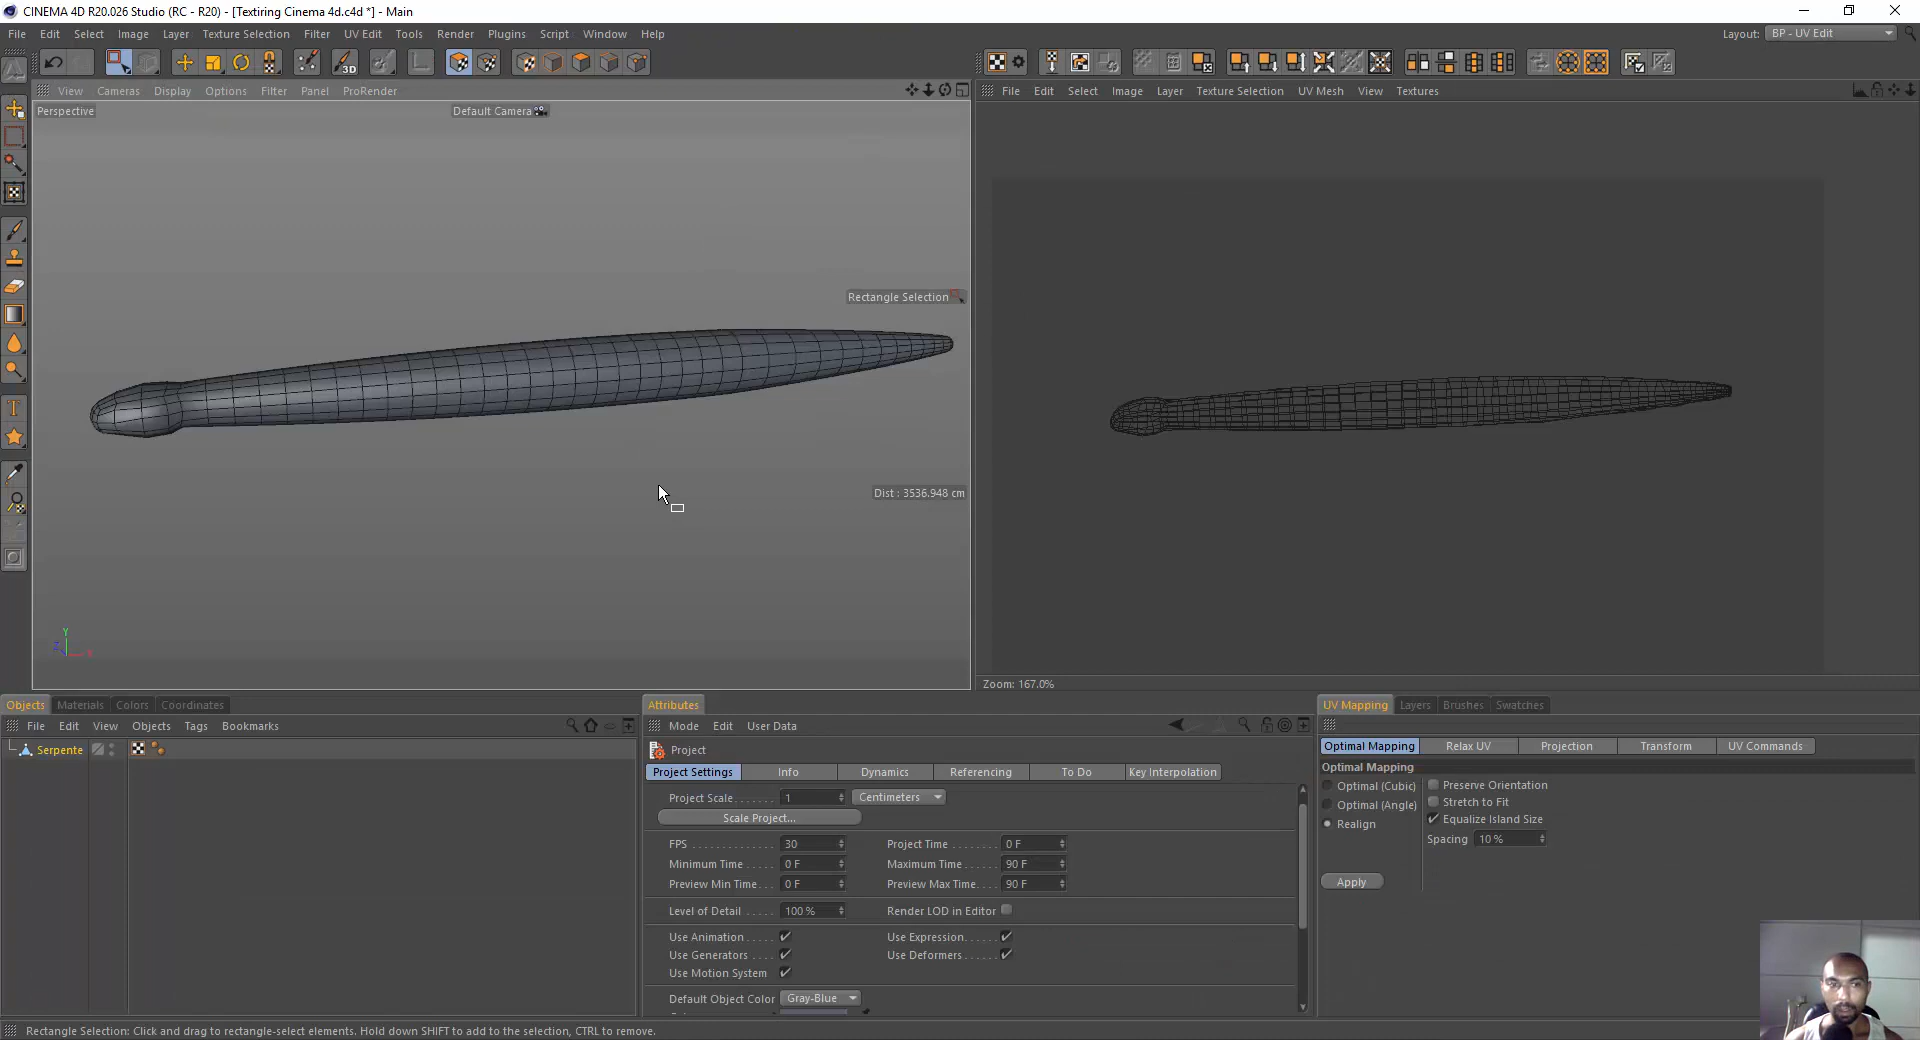 CINEMA 4D R20.026 Studio (RC - R20) - [Textiring Cinema 4d.c4d *] - Main
File Edit Select Image Layer Texture Selection Filter UV Edit Tools Render Plugins Script Window Help
Layout: BP - UV Edit
View Cameras Display Options Filter Panel ProRender
File Edit Select Image Layer Texture Selection UV Mesh View Textures
Perspective
Default Camera
Rectangle Selection
Dist : 3536.948 cm
Y
Z X
Zoom: 167.0%
Objects Materials Colors Coordinates
File Edit View Objects Tags Bookmarks
Serpente
Attributes
Mode Edit User Data
Project
Project Settings Info Dynamics Referencing To Do Key Interpolation
Project Scale....... 1 Centimeters
Scale Project...
FPS 30 Project Time 0 F
Minimum Time 0 F Maximum Time 90 F
Preview Min Time 0 F Preview Max Time 90 F
Level of Detail 100 % Render LOD in Editor
Use Animation Use Expression
Use Generators Use Deformers
Use Motion System
Default Object Color Gray-Blue
UV Mapping Layers Brushes Swatches
Optimal Mapping Relax UV Projection Transform UV Commands
Optimal Mapping
Optimal (Cubic) Preserve Orientation
Optimal (Angle) Stretch to Fit
Realign Equalize Island Size
Spacing 10 %
Apply
Rectangle Selection: Click and drag to rectangle-select elements. Hold down SHIFT to add to the selection, CTRL to remove.